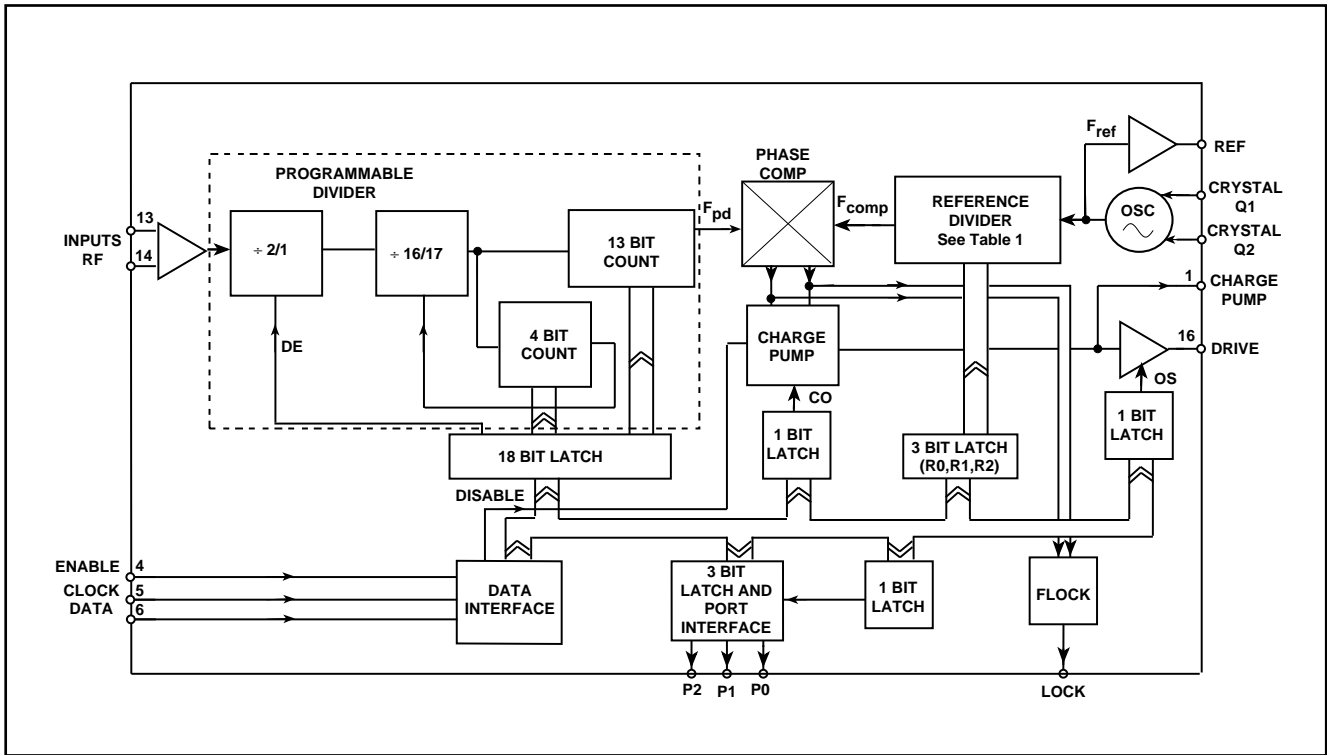 PROGRAMMABLE
DIVIDER
PHASE
COMP
Fref
REF
CRYSTAL
Q1
CRYSTAL
Q2
OSC
REFERENCE
DIVIDER
See Table 1
Fcomp
Fpd
INPUTS
RF
13
14
÷ 2/1
÷ 16/17
13 BIT
COUNT
4 BIT
COUNT
DE
CHARGE
PUMP
1
CHARGE
PUMP
16
DRIVE
OS
CO
1 BIT
LATCH
3 BIT LATCH
(R0,R1,R2)
1 BIT
LATCH
18 BIT LATCH
DISABLE
ENABLE
CLOCK
DATA
4
5
6
DATA
INTERFACE
3 BIT
LATCH AND
PORT
INTERFACE
1 BIT
LATCH
FLOCK
P2
P1
P0
LOCK